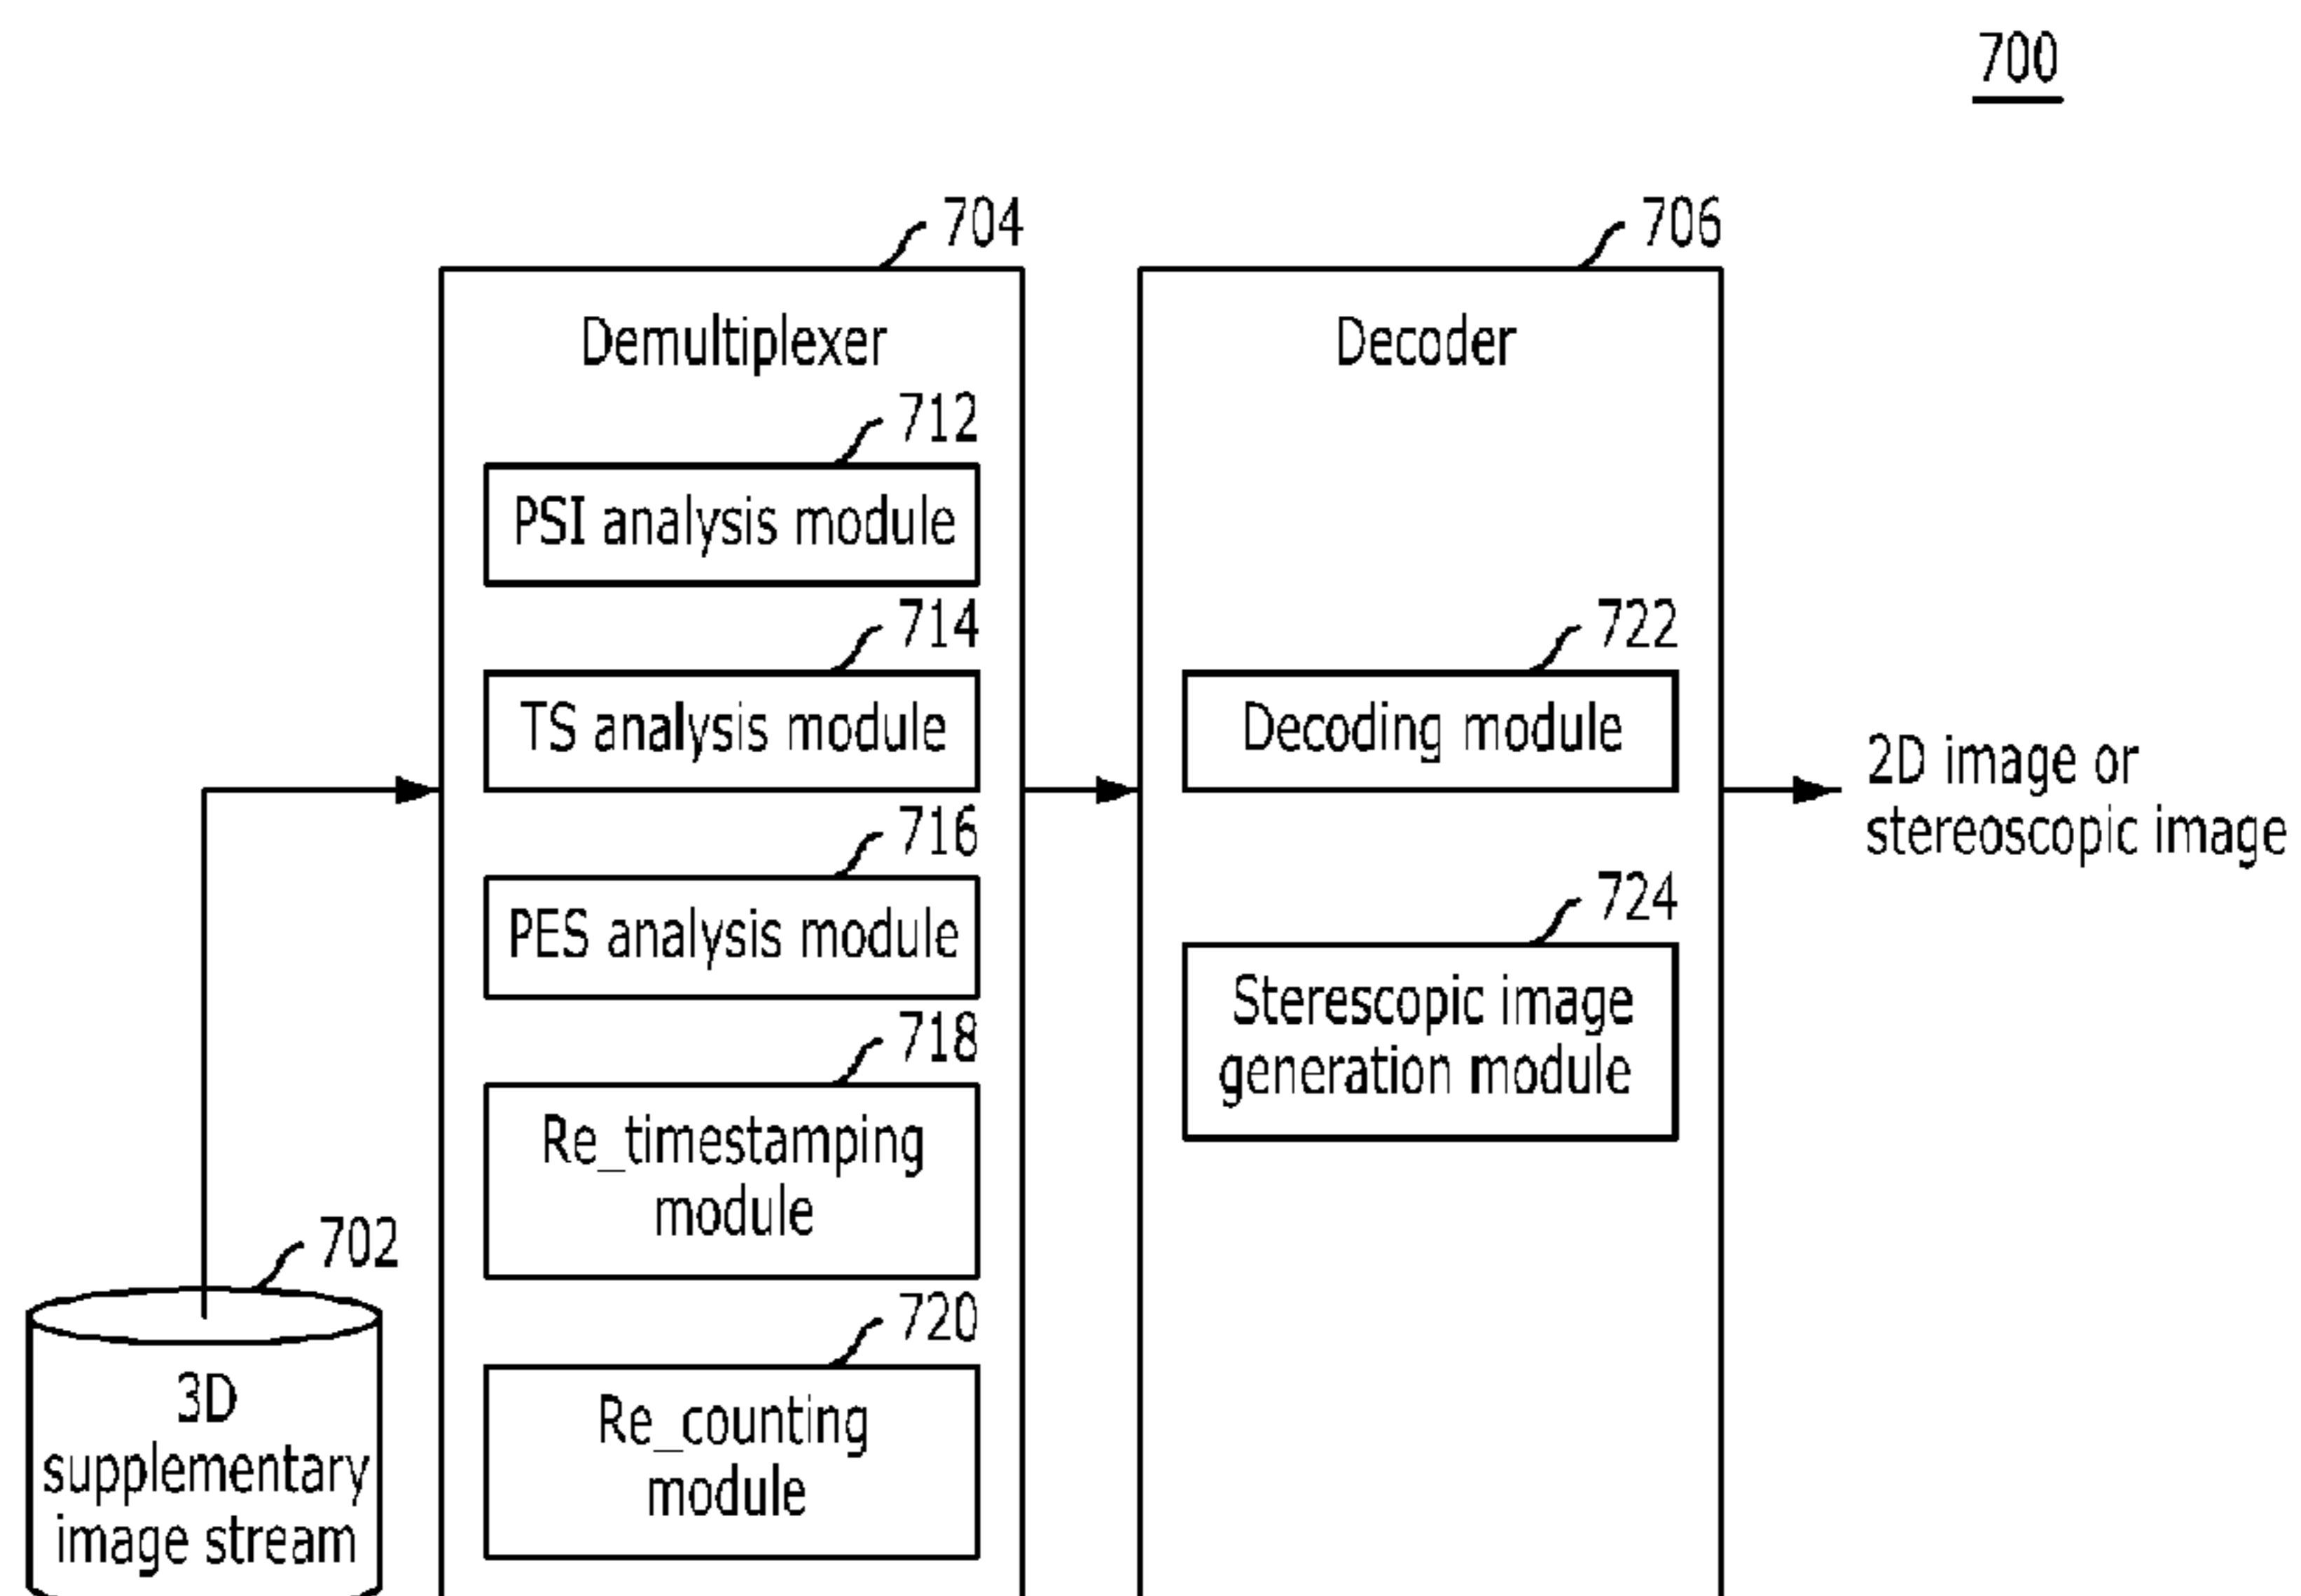 700
704
706
Demultiplexer
Decoder
712
PSI analysis module
714
722
TS analysis module
Decoding module
2D image or
stereoscopic image
716
724
PES analysis module
Sterescopic image
generation module
718
Re_timestamping
module
702
720
3D
supplementary
image stream
Re_counting
module